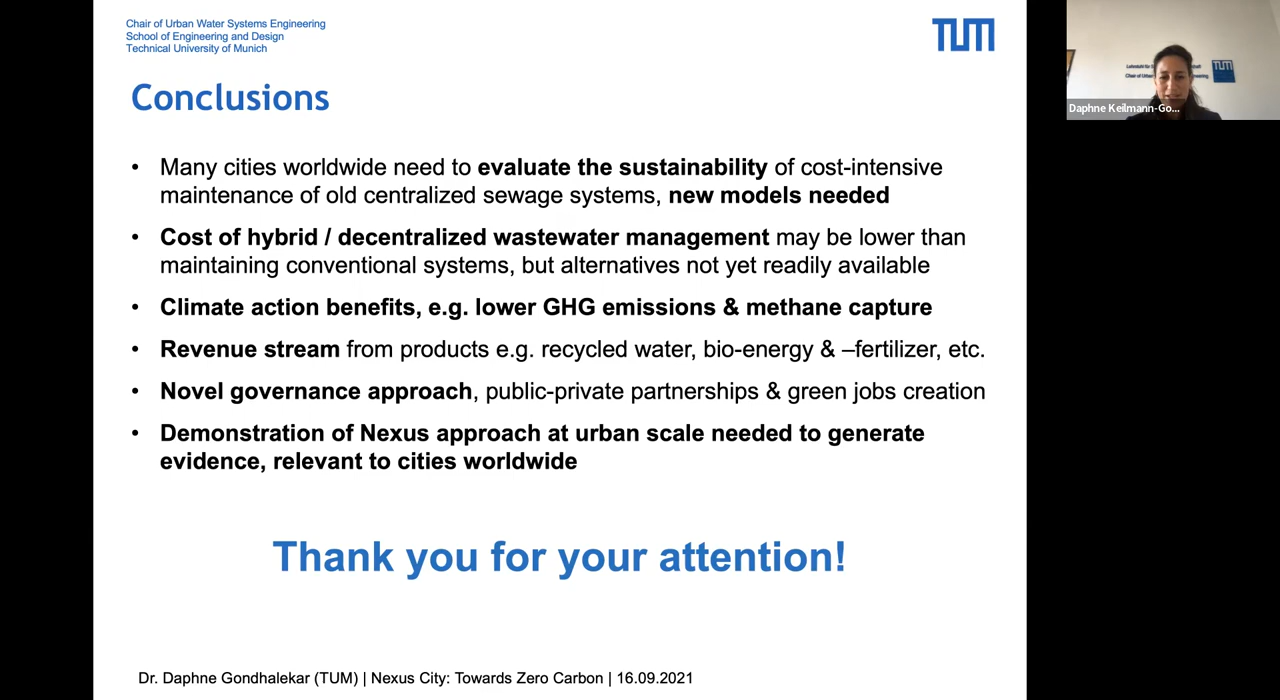 Chair of Urban Water Systems Engineering
School of Engineering and Design
Technical University of Munich
TUM
Conclusions
• Many cities worldwide need to evaluate the sustainability of cost-intensive
maintenance of old centralized sewage systems, new models needed
• Cost of hybrid / decentralized wastewater management may be lower than
maintaining conventional systems, but alternatives not yet readily available
• Climate action benefits, e.g. lower GHG emissions & methane capture
• Revenue stream from products e.g. recycled water, bio-energy & –fertilizer, etc.
• Novel governance approach, public-private partnerships & green jobs creation
• Demonstration of Nexus approach at urban scale needed to generate
evidence, relevant to cities worldwide
Thank you for your attention!
Dr. Daphne Gondhalekar (TUM) | Nexus City: Towards Zero Carbon | 16.09.2021
TUM
Chair of
Daphne Keilmann-Go...